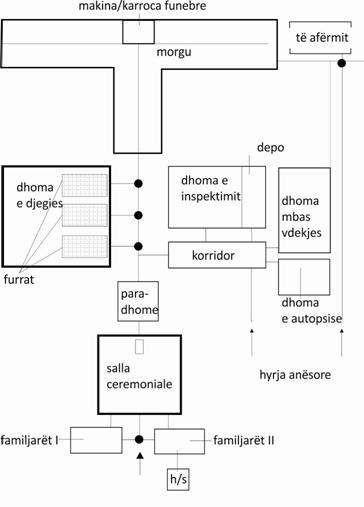 makina/karroca funebre
të afërmit
morgu
depo
dhoma
e djegies
dhoma e
inspektimit
dhoma
mbas
vdekjes
korridor
furrat
para-
dhome
dhoma
e autopsise
salla
ceremoniale
hyrja anësore
familjarët I
familjarët II
h/s